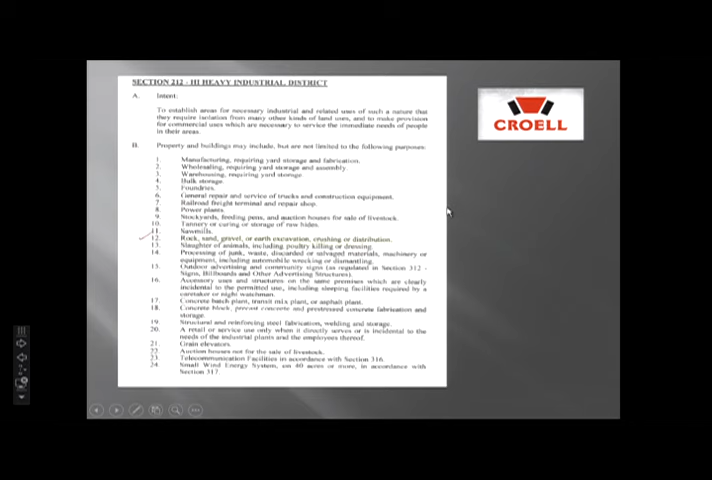 SECTION 212 - HI HEAVY INDUSTRIAL DISTRICT
A. Intent:
To establish areas for necessary industrial and related uses of such a nature that
they require isolation from many other kinds of land uses, and to make provision
for commercial uses which are necessary to service the immediate needs of people
in their areas.
B. Property and buildings may include, but are not limited to the following purposes:
1. Manufacturing, requiring yard storage and fabrication.
2. Wholesaling, requiring yard storage and assembly.
3. Warehousing, requiring yard storage
4. Bulk storage.
5. Foundries.
6. General repair and service of trucks and construction equipment.
7. Railroad freight terminal and repair shop.
8. Power plants.
9. Stockyards, feeding pens, and auction houses for sale of livestock.
10. Tannery or curing or storage of raw hides.
11. Sawmills.
12. Rock, sand, gravel, or earth excavation, crushing or distribution.
13. Slaughter of animals, including poultry killing or dressing.
14. Processing of junk, waste, discarded or salvaged materials, machinery or
equipment, including automobile wrecking or dismantling.
15. Outdoor advertising and community signs (as regulated in Section 312 -
Signs, Billboards and Other Advertising Structures).
16. Accessory uses and structures on the same premises which are clearly
incidental to the permitted use, including sleeping facilities required by a
caretaker or night watchman.
17. Concrete batch plant, transit mix plant, or asphalt plant.
18. Concrete block, precast concrete and prestressed concrete fabrication and
storage.
19. Structural and reinforcing steel fabrication, welding and storage.
20. A retail or service use only when it directly serves or is incidental to the
needs of the industrial plants and the employees thereof.
21. Grain elevators.
22. Auction houses not for the sale of livestock.
23. Telecommunication Facilities in accordance with Section 316.
24. Small Wind Energy System, on 40 acres or more, in accordance with
Section 317.
CROELL